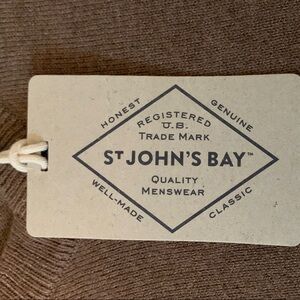 HONEST
GENUINE
REGISTERED
U.S.
TRADE MARK
ST JOHN'S BAY™
QUALITY
MENSWEAR
WELL-MADE
CLASSIC